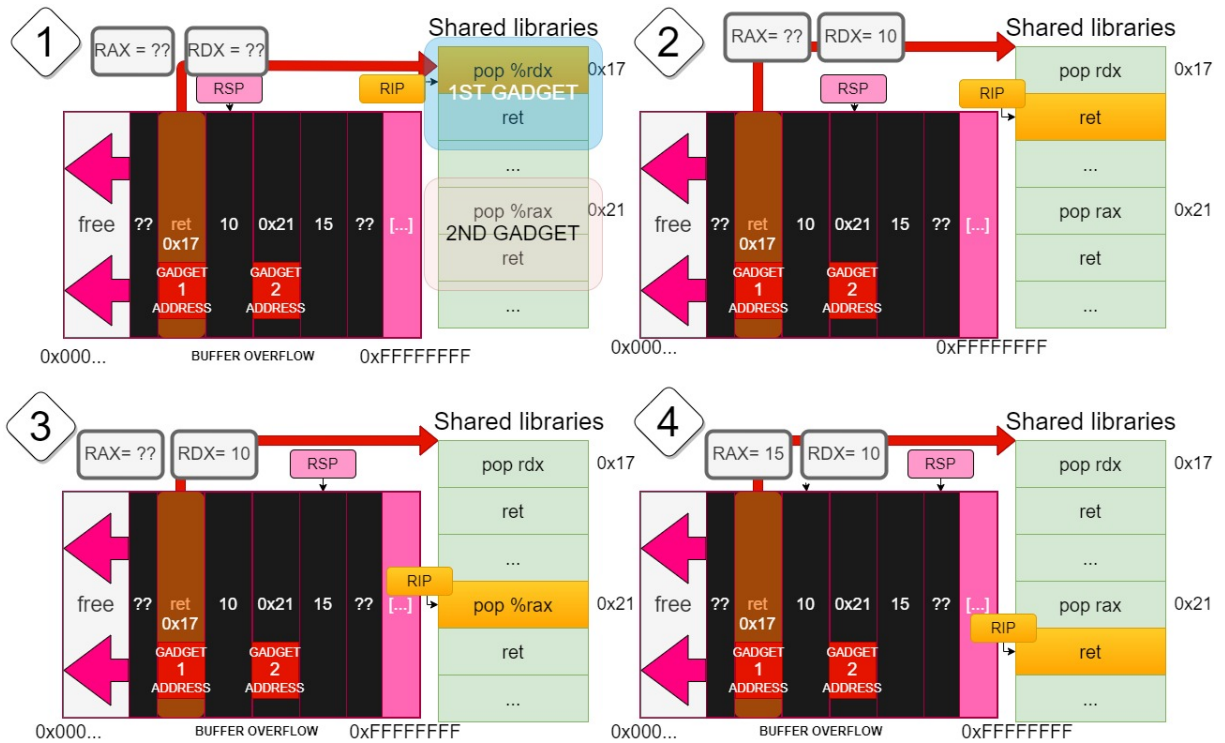 1
RAX = ??
RDX = ??
RSP
RIP
Shared libraries
pop %rdx
0x17
1ST GADGET
ret
...
pop %rax
0x21
2ND GADGET
ret
...
free
??
ret
0x17
GADGET
1
ADDRESS
10
0x21
GADGET
2
ADDRESS
15
??
[...]
0x000...
BUFFER OVERFLOW
0xFFFFFFFF
2
RAX= ??
RDX= 10
RSP
RIP
Shared libraries
pop rdx
0x17
ret
...
pop rax
0x21
ret
...
free
??
ret
0x17
GADGET
1
ADDRESS
10
0x21
GADGET
2
ADDRESS
15
??
[...]
0x000...
0xFFFFFFFF
3
RAX= ??
RDX= 10
RSP
RIP
Shared libraries
pop rdx
0x17
ret
...
pop %rax
0x21
ret
...
free
??
ret
0x17
GADGET
1
ADDRESS
10
0x21
GADGET
2
ADDRESS
15
??
[...]
0x000...
BUFFER OVERFLOW
0xFFFFFFFF
4
RAX= 15
RDX= 10
RSP
RIP
Shared libraries
pop rdx
0x17
ret
...
pop rax
0x21
ret
...
free
??
ret
0x17
GADGET
1
ADDRESS
10
0x21
GADGET
2
ADDRESS
15
??
[...]
0x000...
BUFFER OVERFLOW
0xFFFFFFFFF